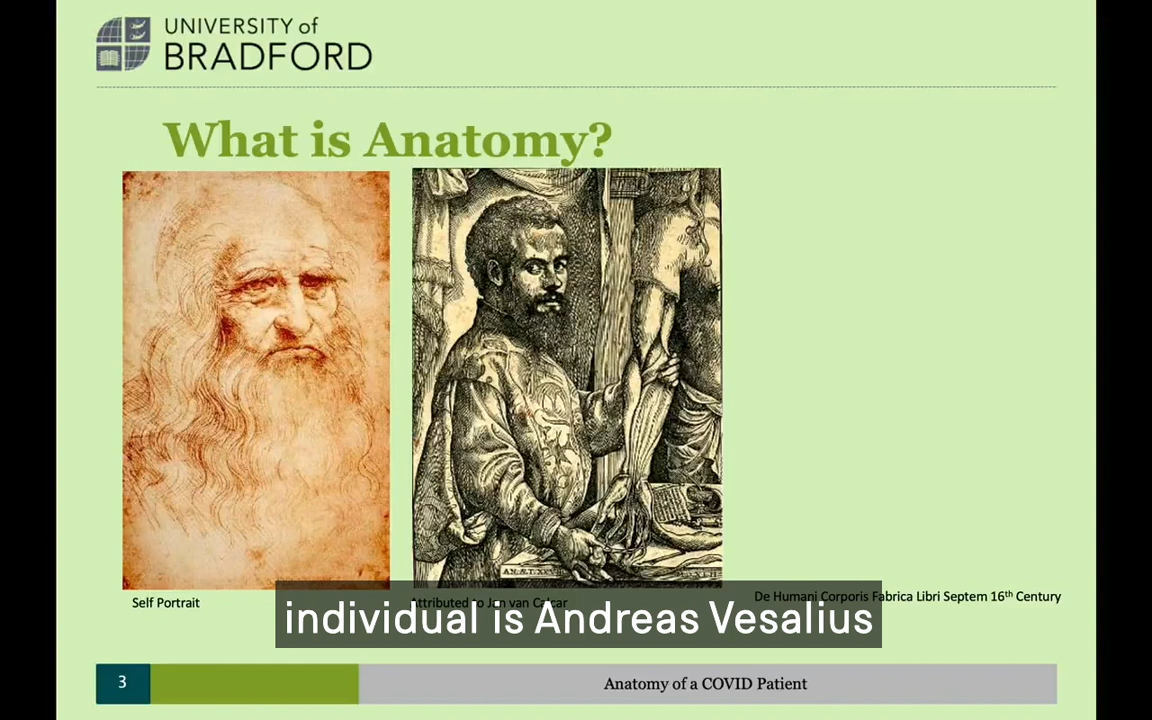 UNIVERSITY of
BRADFORD
What is Anatomy?
Self Portrait
Attributed to Jan van Calcar
De Humani Corporis Fabrica Libri Septem 16th Century
individual is Andreas Vesalius
3
Anatomy of a COVID Patient